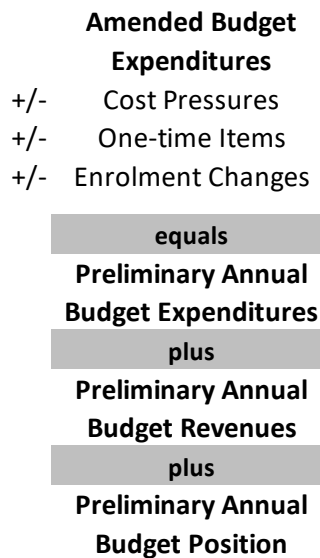 Amended Budget
Expenditures
+/- Cost Pressures
+/- One-time Items
+/- Enrolment Changes
equals
Preliminary Annual
Budget Expenditures
plus
Preliminary Annual
Budget Revenues
plus
Preliminary Annual
Budget Position